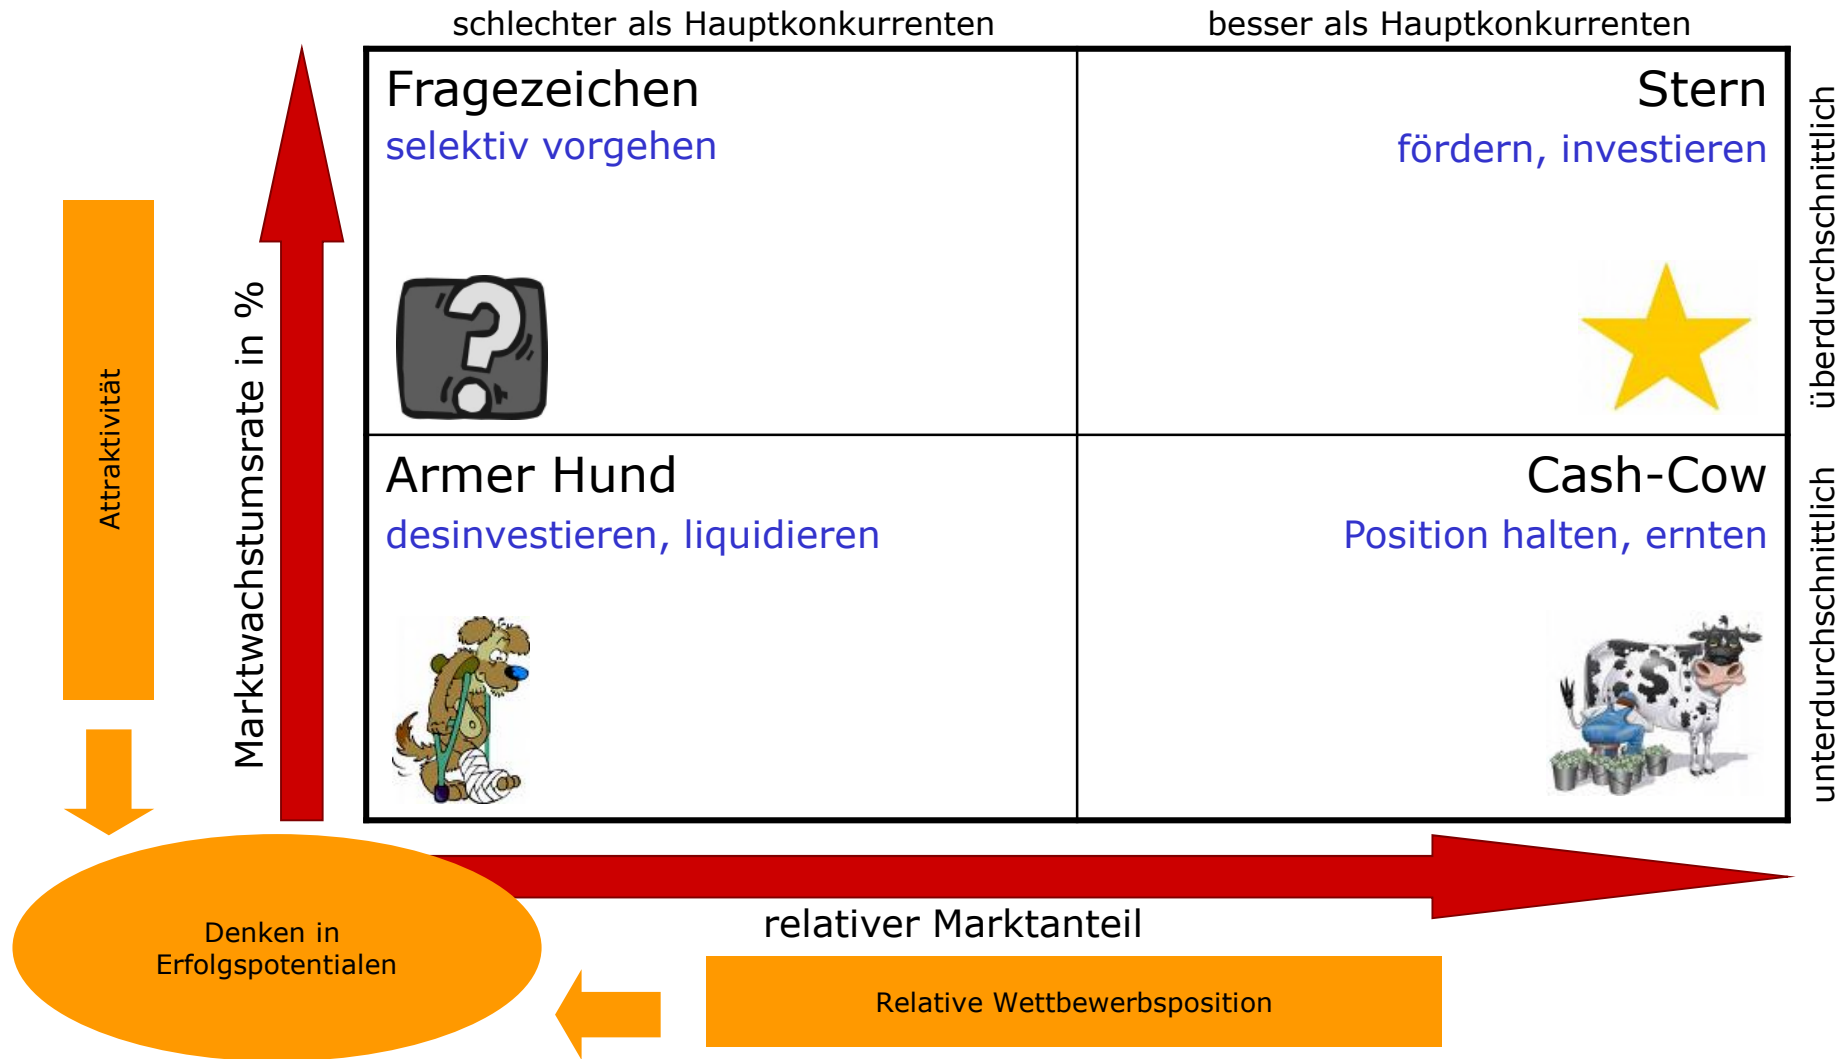 schlechter als Hauptkonkurrenten
besser als Hauptkonkurrenten
Fragezeichen
selektiv vorgehen
?
Stern
fördern, investieren
überdurchschnittlich
Attraktivität
Marktwachstumsrate in %
Armer Hund
desinvestieren, liquidieren
Cash-Cow
Position halten, ernten
$
unterdurchschnittlich
relativer Marktanteil
Denken in
Erfolgspotentialen
Relative Wettbewerbsposition